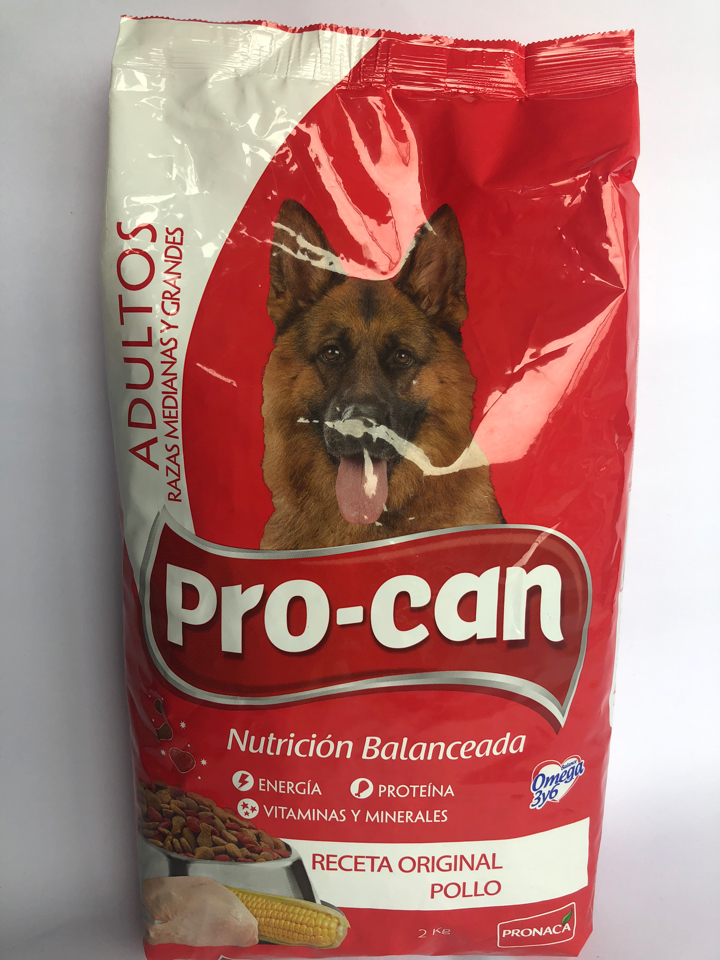 ADULTOS
RAZAS MEDIANAS Y GRANDES
Pro-can
Nutrición Balanceada
ENERGÍA
PROTEÍNA
VITAMINAS Y MINERALES
Omega
3y6
RECETA ORIGINAL
POLLO
2 KG
PRONACA